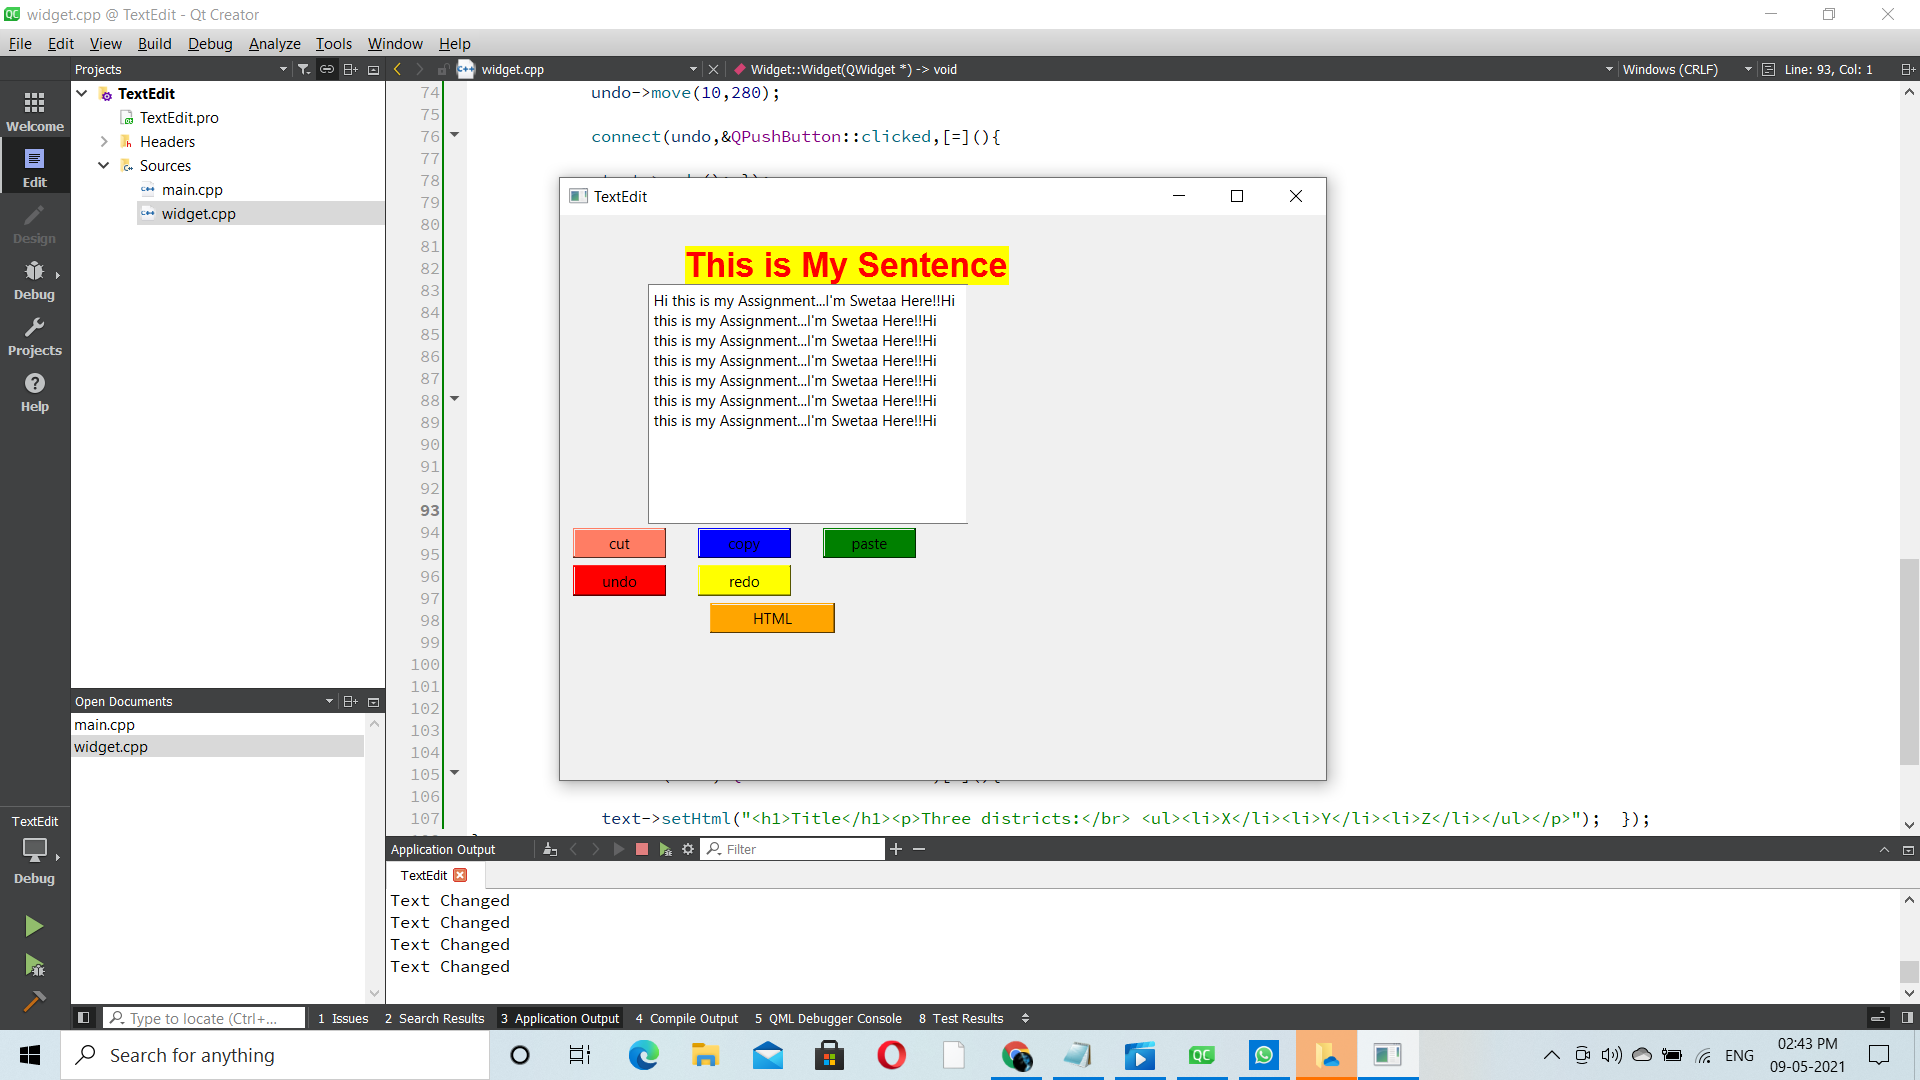 widget.cpp @ TextEdit - Qt Creator
File Edit View Build Debug Analyze Tools Window Help
Projects
widget.cpp
Widget::Widget(QWidget *) -> void
Windows (CRLF)
Line: 93, Col: 1
Welcome
Edit
Design
Debug
Projects
Help
TextEdit
TextEdit.pro
Headers
Sources
main.cpp
widget.cpp
74 undo->move(10,280);
75
76 connect(undo,&QPushButton::clicked,[=](){
77
78
79
80
81
82
83
84
85
86
87
88
89
90
91
92
93
94
95
96
97
98
99
100
101
102
103
104
105
106
107 text->setHtml("<h1>Title</h1><p>Three districts:</br> <ul><li>X</li><li>Y</li><li>Z</li></ul></p>");  });
TextEdit
This is My Sentence
Hi this is my Assignment...I'm Swetaa Here!!Hi
this is my Assignment...I'm Swetaa Here!!Hi
this is my Assignment...I'm Swetaa Here!!Hi
this is my Assignment...I'm Swetaa Here!!Hi
this is my Assignment...I'm Swetaa Here!!Hi
this is my Assignment...I'm Swetaa Here!!Hi
this is my Assignment...I'm Swetaa Here!!Hi
cut copy paste
undo redo
HTML
Open Documents
main.cpp
widget.cpp
TextEdit
Debug
Application Output
Filter
TextEdit
Text Changed
Text Changed
Text Changed
Text Changed
Type to locate (Ctrl+...
1 Issues 2 Search Results 3 Application Output 4 Compile Output 5 QML Debugger Console 8 Test Results
Search for anything
ENG
02:43 PM
09-05-2021